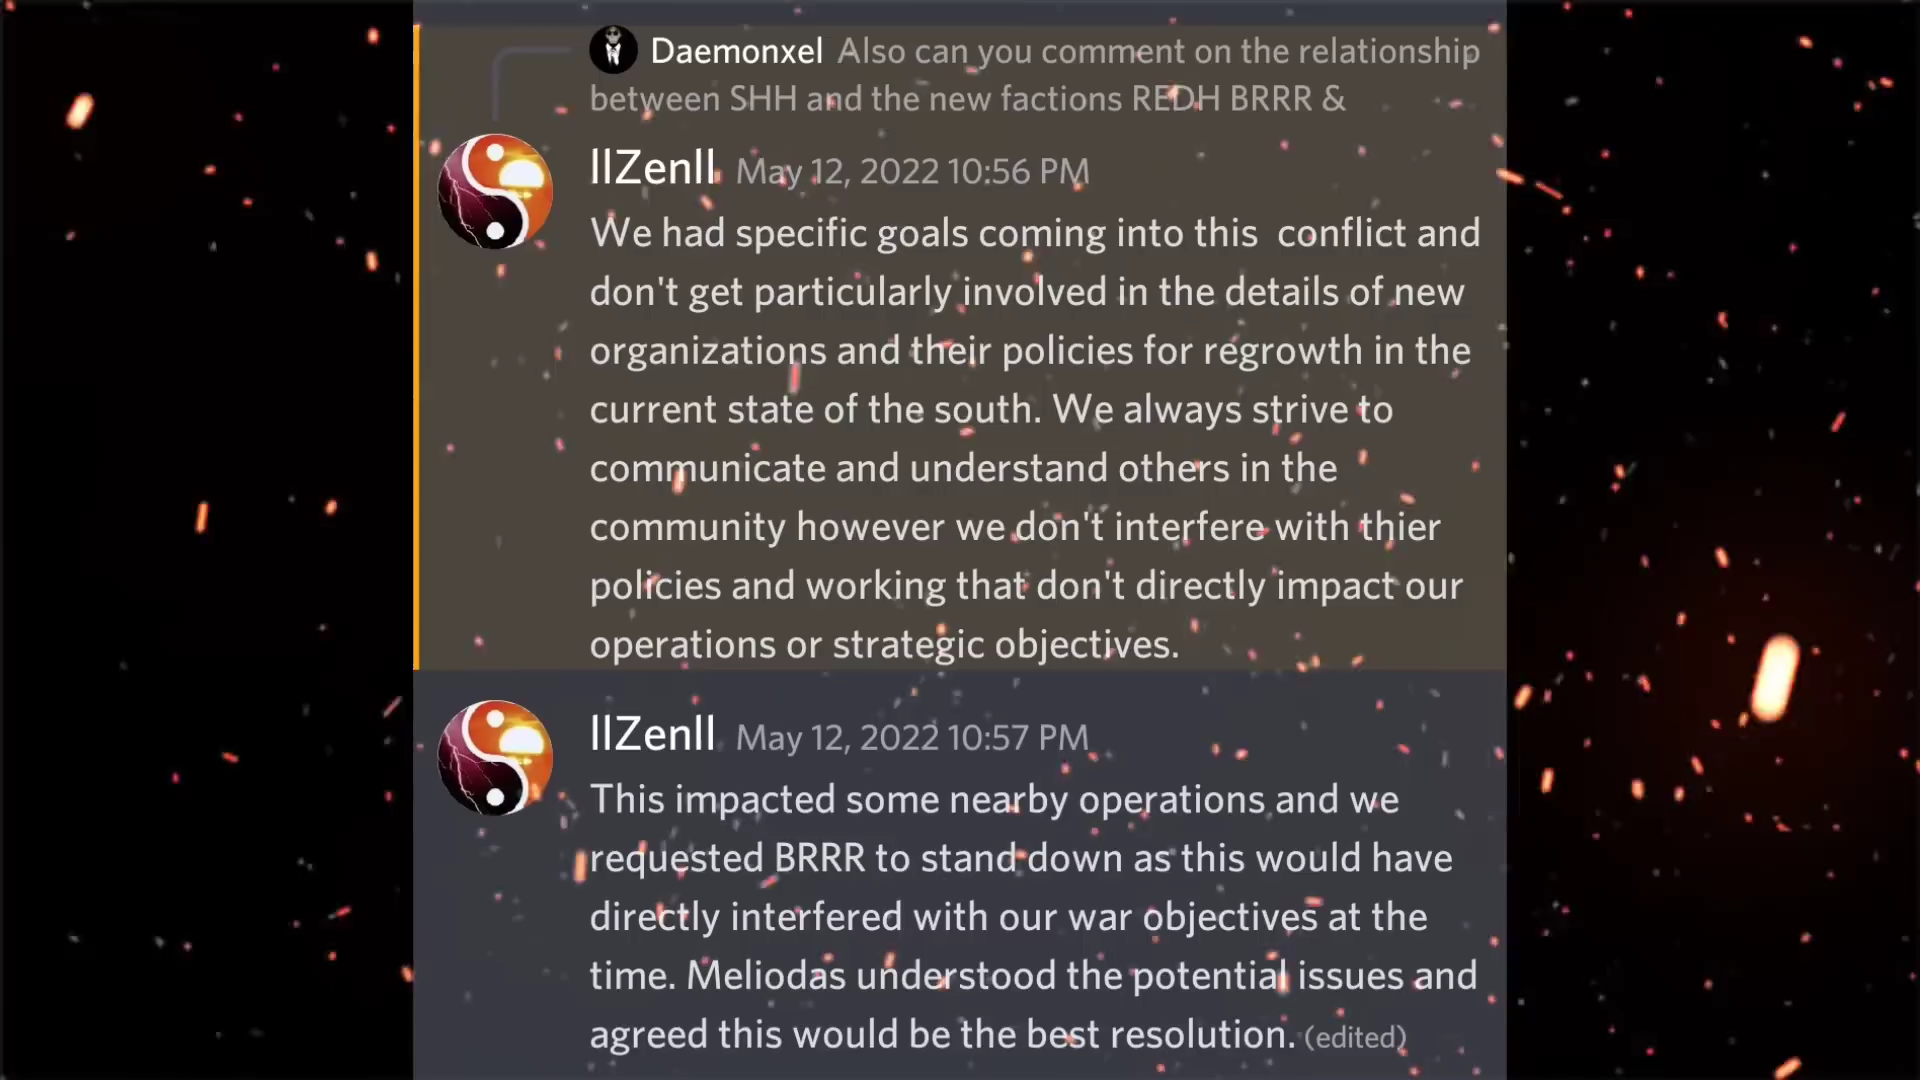 Daemonxel Also can you comment on the relationship
between SHH and the new factions REDH BRRR &
llZenll May 12, 2022 10:56 PM
We had specific goals coming into this  conflict and
don't get particularly involved in the details of new
organizations and their policies for regrowth in the
current state of the south. We always strive to
communicate and understand others in the
community however we don't interfere with thier
policies and working that don't directly impact our
operations or strategic objectives.
llZenll May 12, 2022 10:57 PM
This impacted some nearby operations and we
requested BRRR to stand down as this would have
directly interfered with our war objectives at the
time. Meliodas understood the potential issues and
agreed this would be the best resolution. (edited)